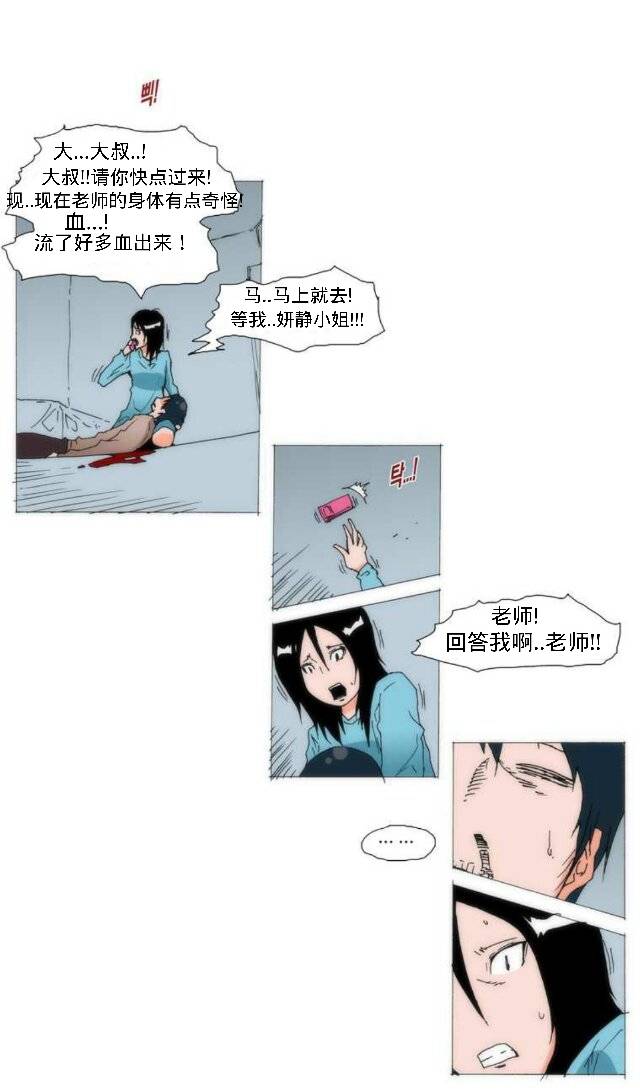 빡
大...大叔..!
大叔!!请你快点过来!
现..现在老师的身体有点奇怪!
血...!
流了好多血出来！
马..马上就去!
等我..妍静小姐!!!
탁...!
老师!
回答我啊..老师!!
... ...